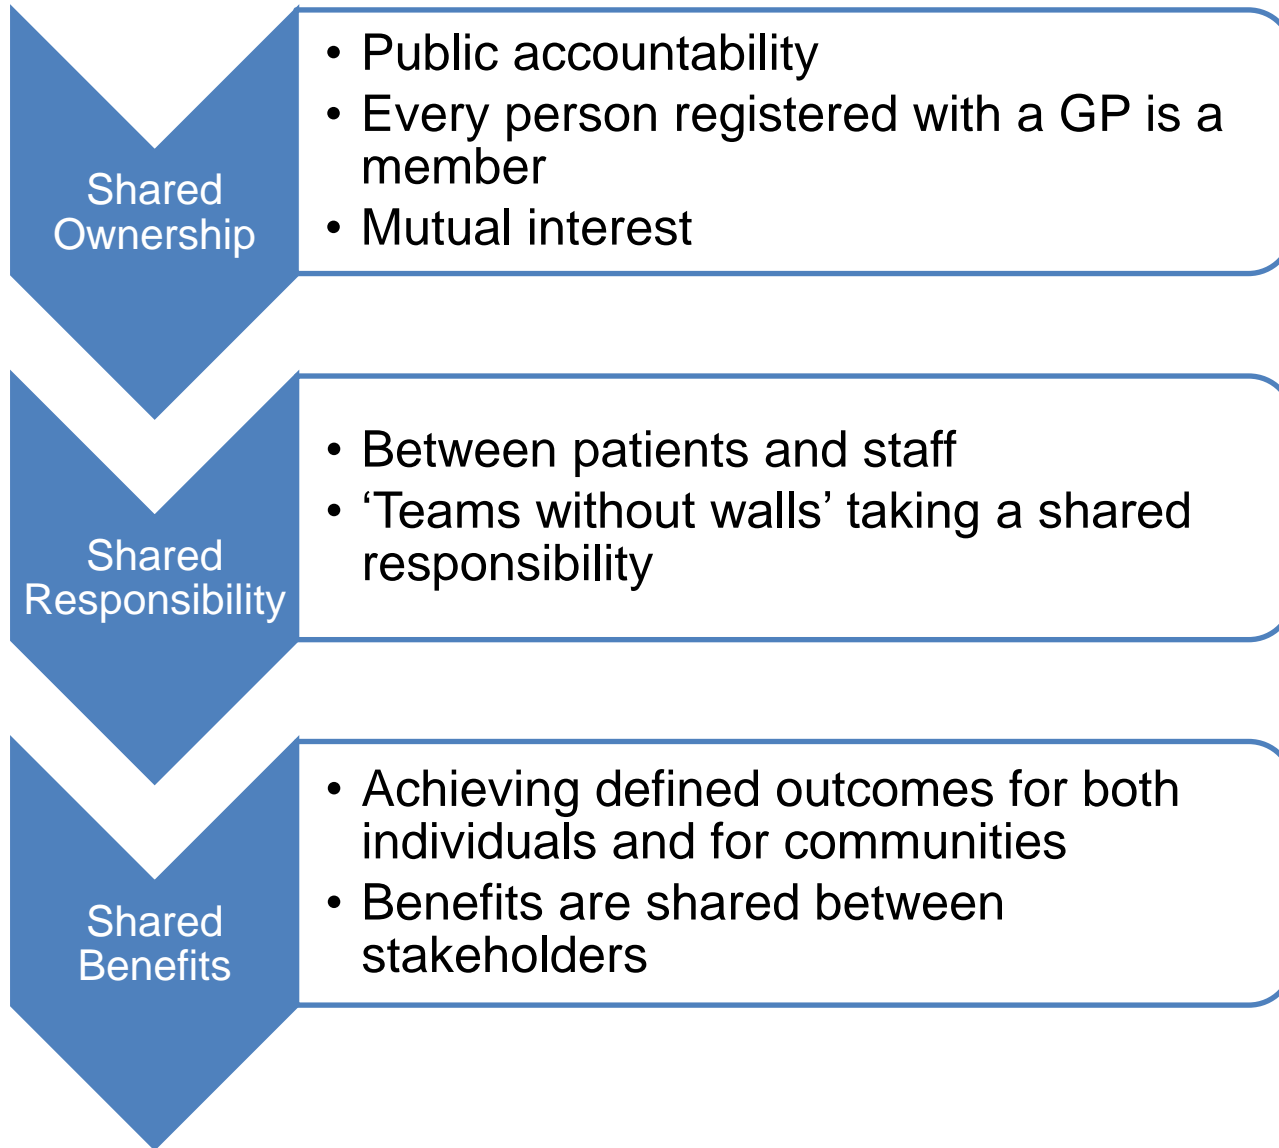 Shared
Ownership
• Public accountability
• Every person registered with a GP is a
member
• Mutual interest
Shared
Responsibility
• Between patients and staff
• ‘Teams without walls’ taking a shared
responsibility
Shared
Benefits
• Achieving defined outcomes for both
individuals and for communities
• Benefits are shared between
stakeholders